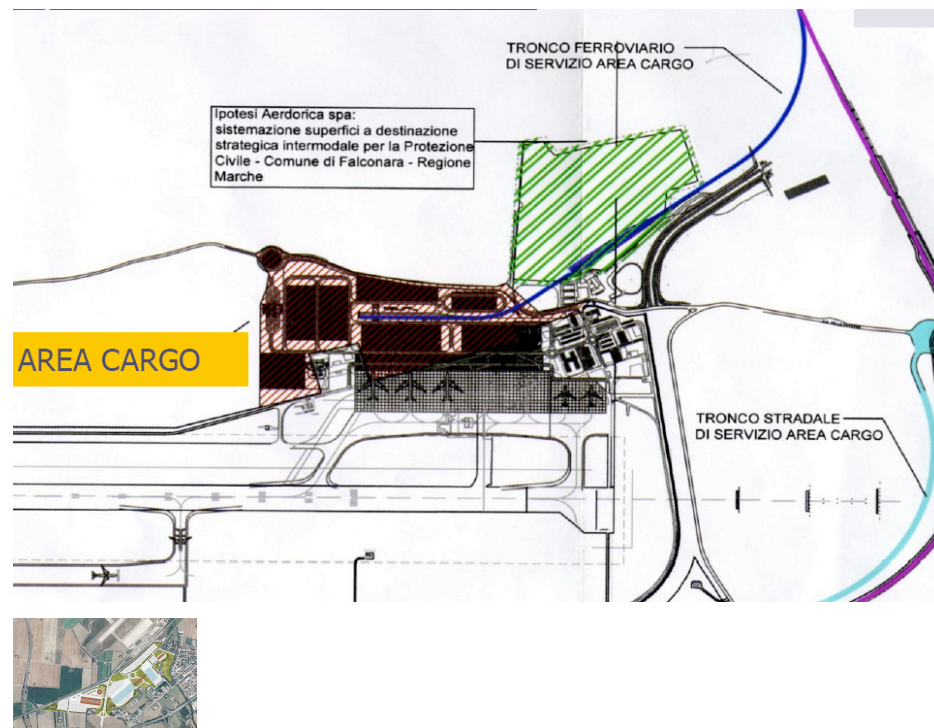 TRONCO FERROVIARIO
DI SERVIZIO AREA CARGO
Ipotesi Aerdorica spa:
sistemazione superfici a destinazione
strategica intermodale per la Protezione
Civile - Comune di Falconara - Regione
Marche
AREA CARGO
TRONCO STRADALE
DI SERVIZIO AREA CARGO